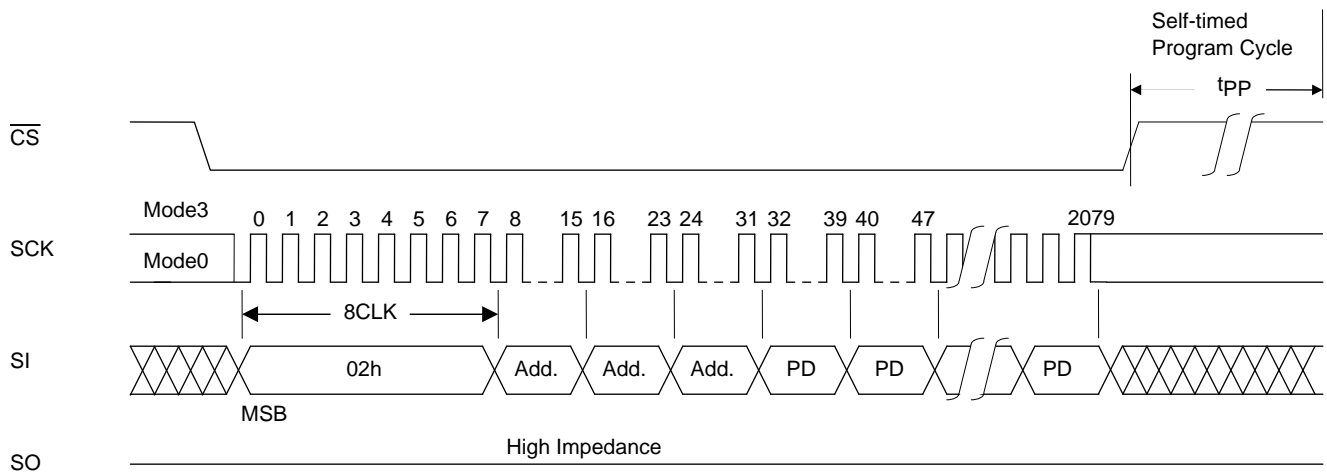 Self-timed
Program Cycle
tPP
CS
Mode3
0 1 2 3 4 5 6 7 8 15 16 23 24 31 32 39 40 47 2079
SCK
Mode0
8CLK
SI
02h Add. Add. Add. PD PD PD
MSB
High Impedance
SO